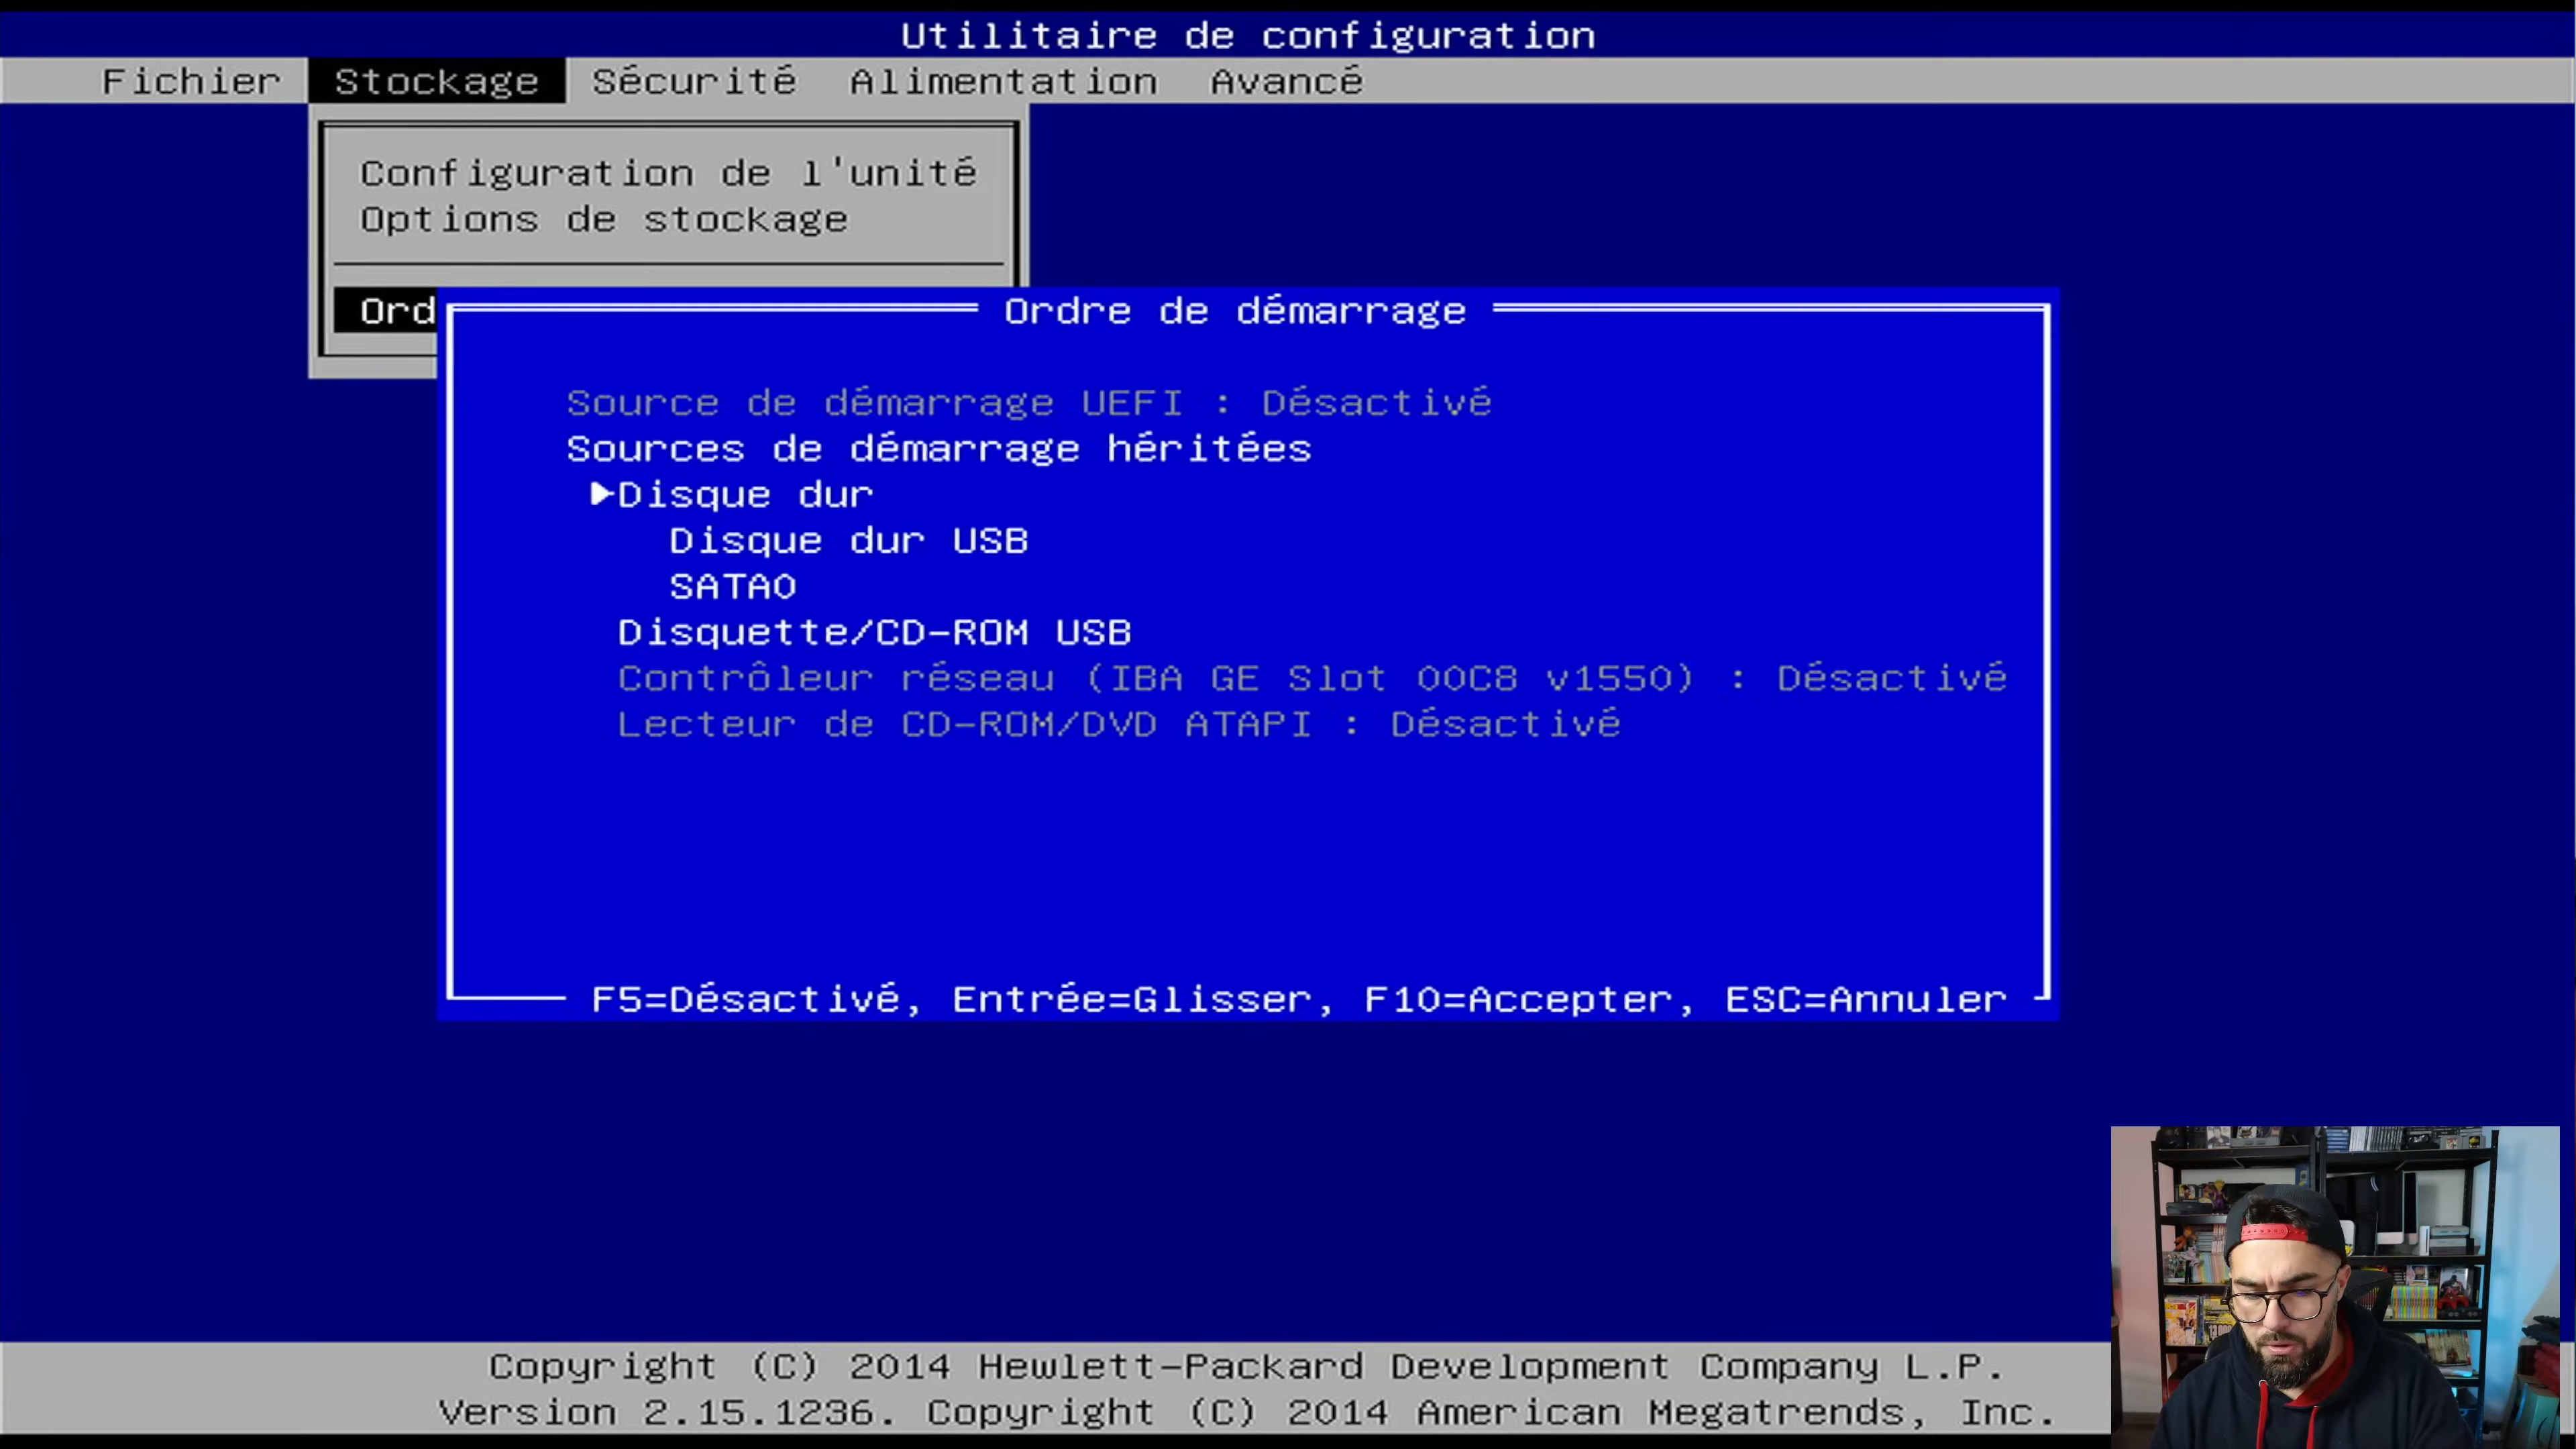 Utilitaire de configuration
Fichier Stockage Sécurité Alimentation Avancé
Configuration de l'unité
Options de stockage
Ord
Ordre de démarrage
Source de démarrage UEFI : Désactivé
Sources de démarrage héritées
Disque dur
Disque dur USB
SATA0
Disquette/CD-ROM USB
Contrôleur réseau (IBA GE Slot 00C8 v1550) : Désactivé
Lecteur de CD-ROM/DVD ATAPI : Désactivé
F5=Désactivé, Entrée=Glisser, F10=Accepter, ESC=Annuler
Copyright (C) 2014 Hewlett-Packard Development Company L.P.
Version 2.15.1236. Copyright (C) 2014 American Megatrends, Inc.